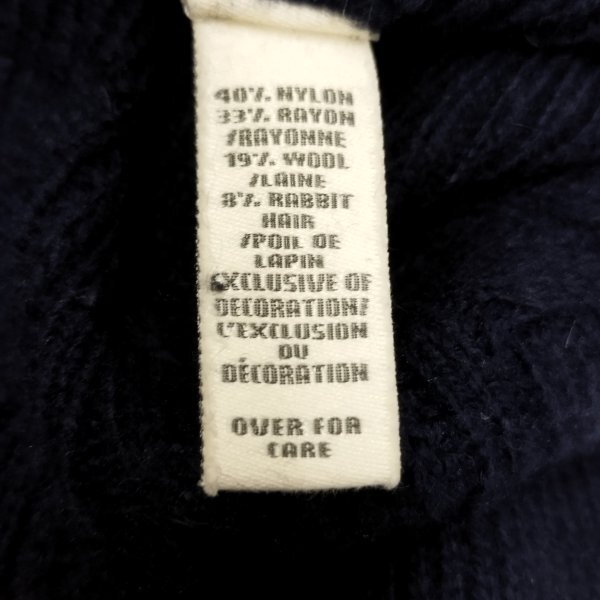 40% NYLON
33% RAYON
/RAYONNE
19% WOOL
/LAINE
8% RABBIT
HAIR
/POIL DE
LAPIN
EXCLUSIVE OF
DECORATION/
L'EXCLUSION
DU
DÉCORATION
OVER FOR
CARE